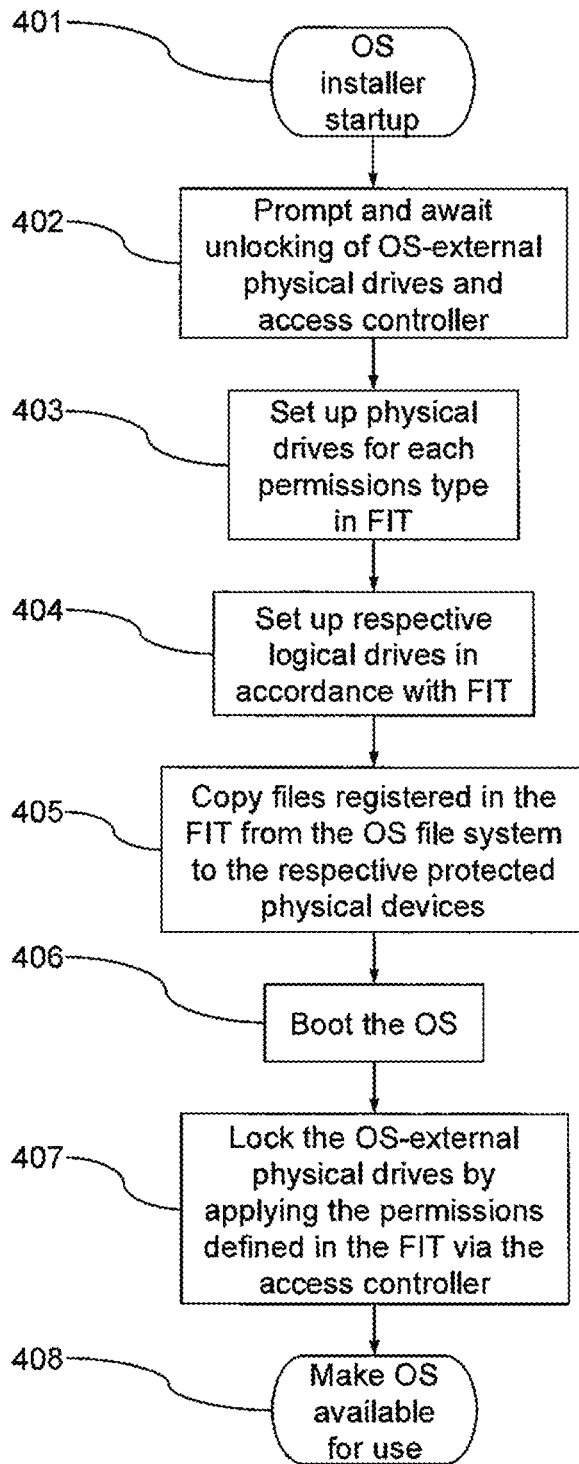 401
OS
installer
startup
402
Prompt and await
unlocking of OS-external
physical drives and
access controller
403
Set up physical
drives for each
permissions type
in FIT
404
Set up respective
logical drives in
accordance with FIT
405
Copy files registered in the
FIT from the OS file system
to the respective protected
physical devices
406
Boot the OS
407
Lock the OS-external
physical drives by
applying the permissions
defined in the FIT via the
access controller
408
Make OS
available
for use